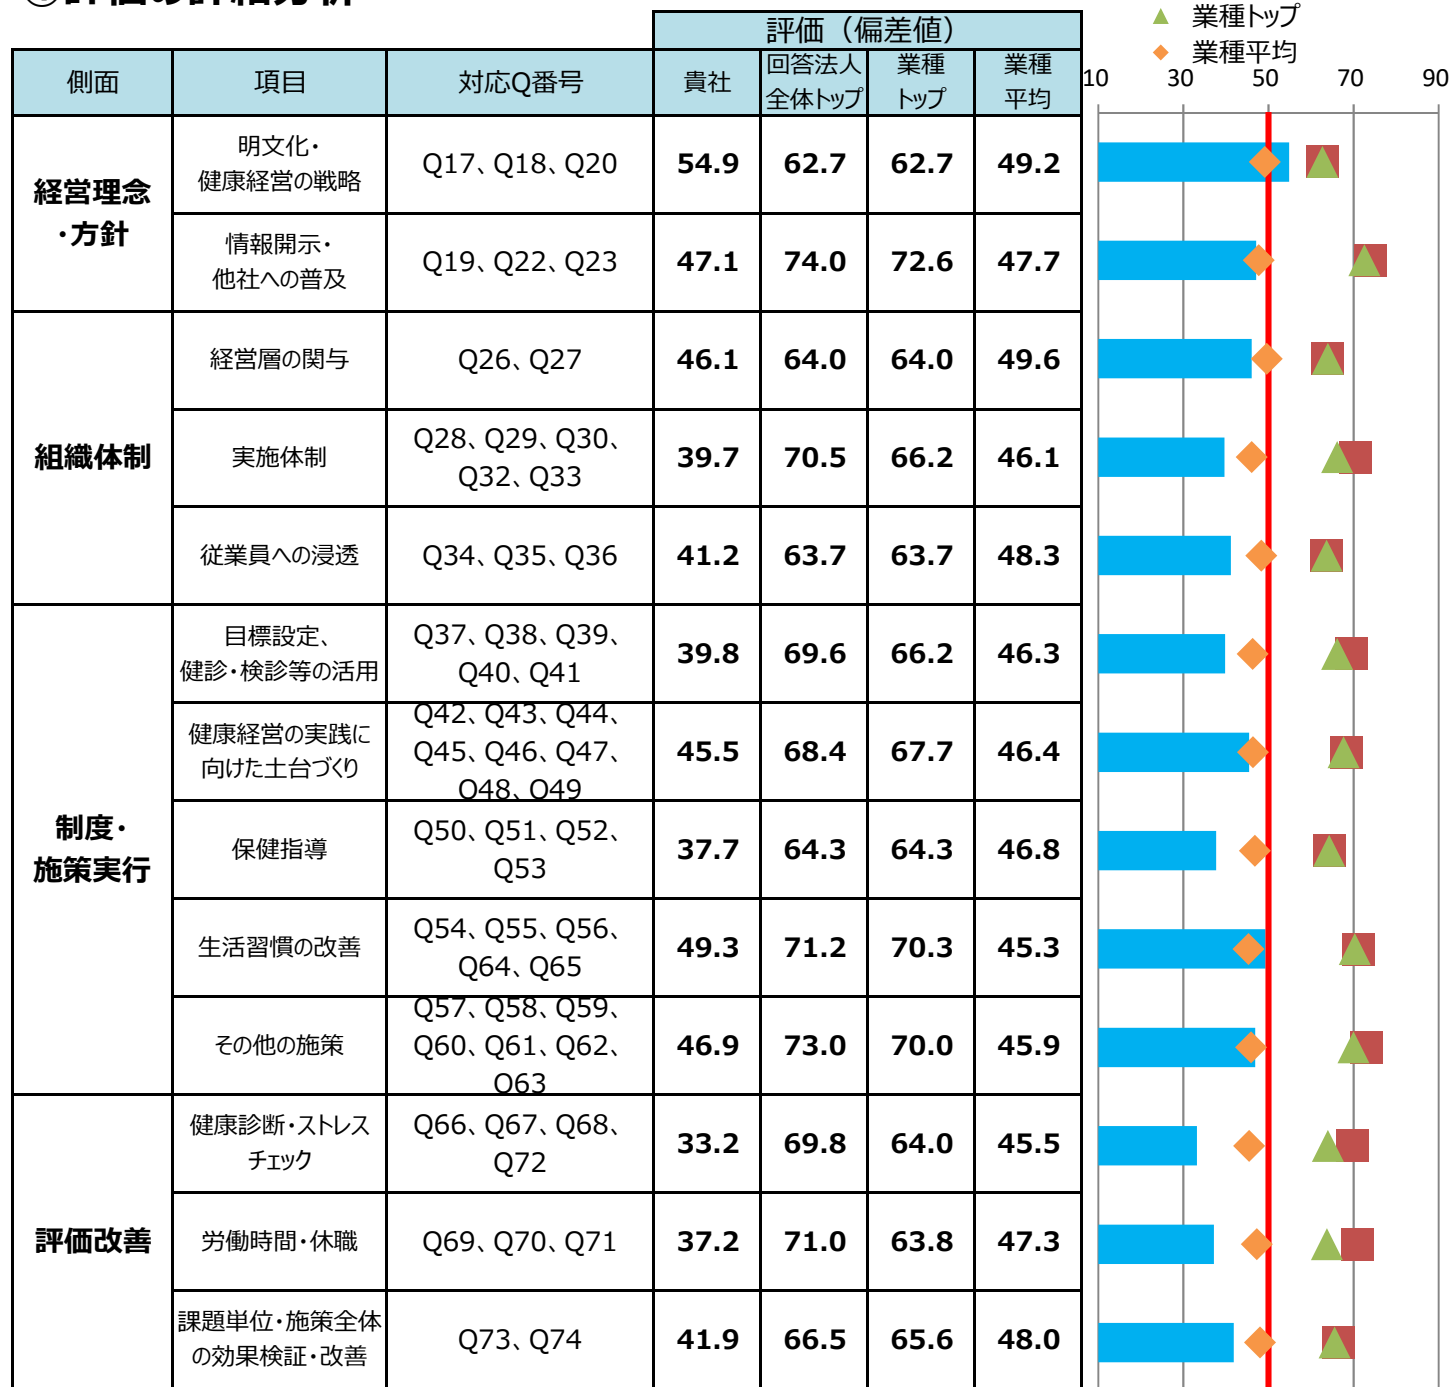 ①評価の詳細分析
評価（偏差値）
▲ 業種トップ
◆ 業種平均
側面 項目 対応Q番号 貴社 回答法人 業種 業種
全体トップ トップ 平均
10 30 50 70 90
経営理念
・方針
明文化・
健康経営の戦略
Q17、Q18、Q20 54.9 62.7 62.7 49.2
情報開示・
他社への普及
Q19、Q22、Q23 47.1 74.0 72.6 47.7
組織体制
経営層の関与 Q26、Q27 46.1 64.0 64.0 49.6
実施体制
Q28、Q29、Q30、
Q32、Q33
39.7 70.5 66.2 46.1
従業員への浸透 Q34、Q35、Q36 41.2 63.7 63.7 48.3
制度・
施策実行
目標設定、
健診・検診等の活用
Q37、Q38、Q39、
Q40、Q41
39.8 69.6 66.2 46.3
健康経営の実践に
向けた土台づくり
Q42、Q43、Q44、
Q45、Q46、Q47、
Q48、Q49
45.5 68.4 67.7 46.4
保健指導
Q50、Q51、Q52、
Q53
37.7 64.3 64.3 46.8
生活習慣の改善
Q54、Q55、Q56、
Q64、Q65
49.3 71.2 70.3 45.3
その他の施策
Q57、Q58、Q59、
Q60、Q61、Q62、
Q63
46.9 73.0 70.0 45.9
評価改善
健康診断・ストレス
チェック
Q66、Q67、Q68、
Q72
33.2 69.8 64.0 45.5
労働時間・休職 Q69、Q70、Q71 37.2 71.0 63.8 47.3
課題単位・施策全体
の効果検証・改善
Q73、Q74 41.9 66.5 65.6 48.0